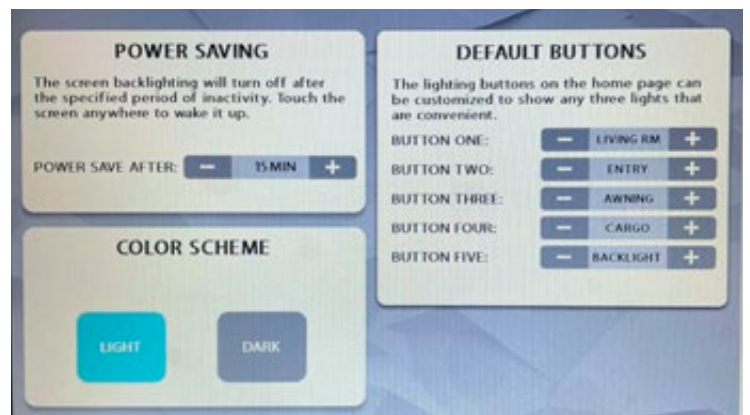 POWER SAVING
The screen backlighting will turn off after
the specified period of inactivity. Touch the
screen anywhere to wake it up.
POWER SAVE AFTER: − 15 MIN +
COLOR SCHEME
LIGHT DARK
DEFAULT BUTTONS
The lighting buttons on the home page can
be customized to show any three lights that
are convenient.
BUTTON ONE: − LIVING RM +
BUTTON TWO: − ENTRY +
BUTTON THREE: − AWNING +
BUTTON FOUR: − CARGO +
BUTTON FIVE: − BACKLIGHT +